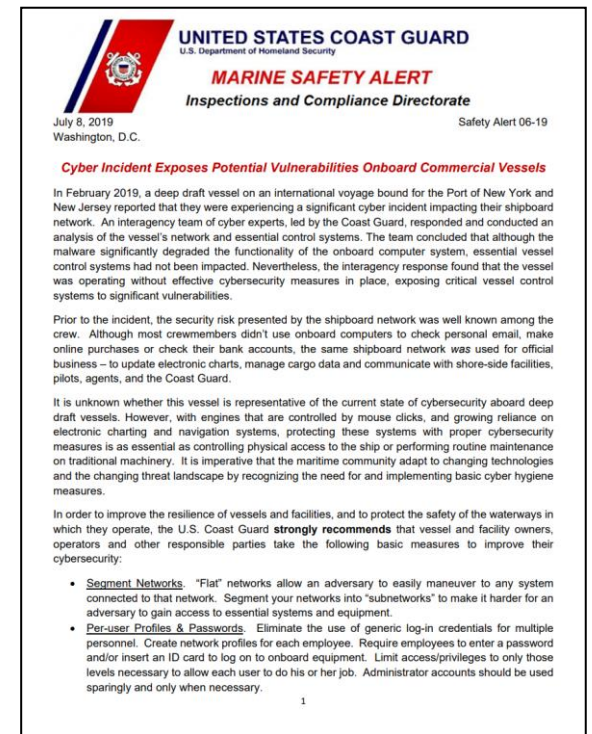 UNITED STATES COAST GUARD
U.S. Department of Homeland Security
MARINE SAFETY ALERT
Inspections and Compliance Directorate
July 8, 2019 Safety Alert 06-19
Washington, D.C.
Cyber Incident Exposes Potential Vulnerabilities Onboard Commercial Vessels
In February 2019, a deep draft vessel on an international voyage bound for the Port of New York and
New Jersey reported that they were experiencing a significant cyber incident impacting their shipboard
network. An interagency team of cyber experts, led by the Coast Guard, responded and conducted an
analysis of the vessel's network and essential control systems. The team concluded that although the
malware significantly degraded the functionality of the onboard computer system, essential vessel
control systems had not been impacted. Nevertheless, the interagency response found that the vessel
was operating without effective cybersecurity measures in place, exposing critical vessel control
systems to significant vulnerabilities.
Prior to the incident, the security risk presented by the shipboard network was well known among the
crew. Although most crewmembers didn't use onboard computers to check personal email, make
online purchases or check their bank accounts, the same shipboard network was used for official
business – to update electronic charts, manage cargo data and communicate with shore-side facilities,
pilots, agents, and the Coast Guard.
It is unknown whether this vessel is representative of the current state of cybersecurity aboard deep
draft vessels. However, with engines that are controlled by mouse clicks, and growing reliance on
electronic charting and navigation systems, protecting these systems with proper cybersecurity
measures is as essential as controlling physical access to the ship or performing routine maintenance
on traditional machinery. It is imperative that the maritime community adapt to changing technologies
and the changing threat landscape by recognizing the need for and implementing basic cyber hygiene
measures.
In order to improve the resilience of vessels and facilities, and to protect the safety of the waterways in
which they operate, the U.S. Coast Guard strongly recommends that vessel and facility owners,
operators and other responsible parties take the following basic measures to improve their
cybersecurity:
• Segment Networks. "Flat" networks allow an adversary to easily maneuver to any system
connected to that network. Segment your networks into "subnetworks" to make it harder for an
adversary to gain access to essential systems and equipment.
• Per-user Profiles & Passwords. Eliminate the use of generic log-in credentials for multiple
personnel. Create network profiles for each employee. Require employees to enter a password
and/or insert an ID card to log on to onboard equipment. Limit access/privileges to only those
levels necessary to allow each user to do his or her job. Administrator accounts should be used
sparingly and only when necessary.
1